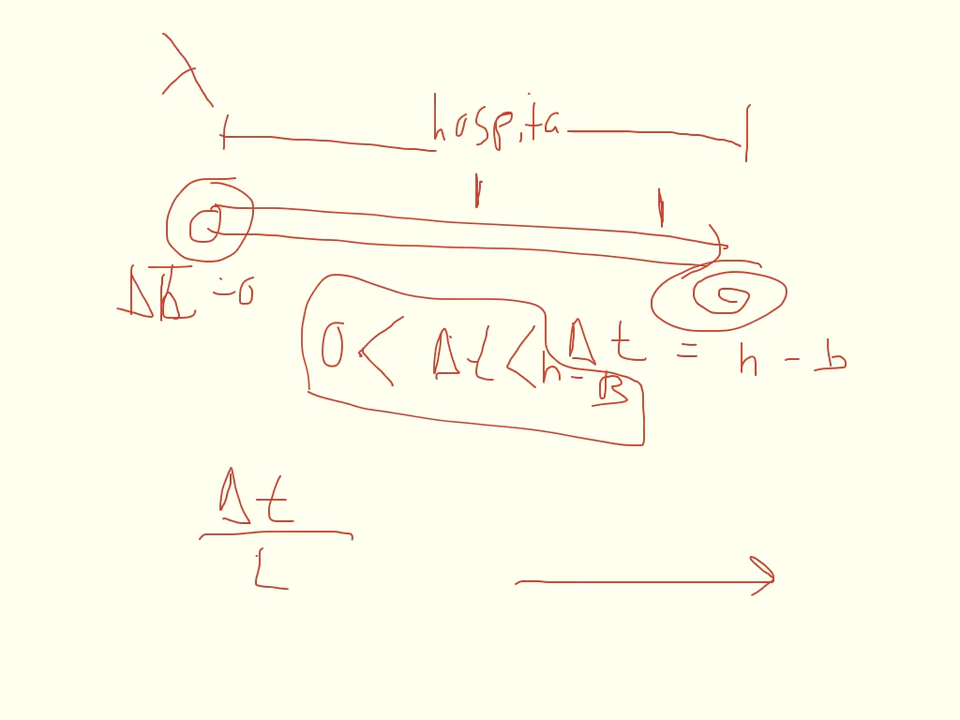 λ
hospita
Δt = 0
0 < Δt < h - B
Δt = h - b
Δt
L